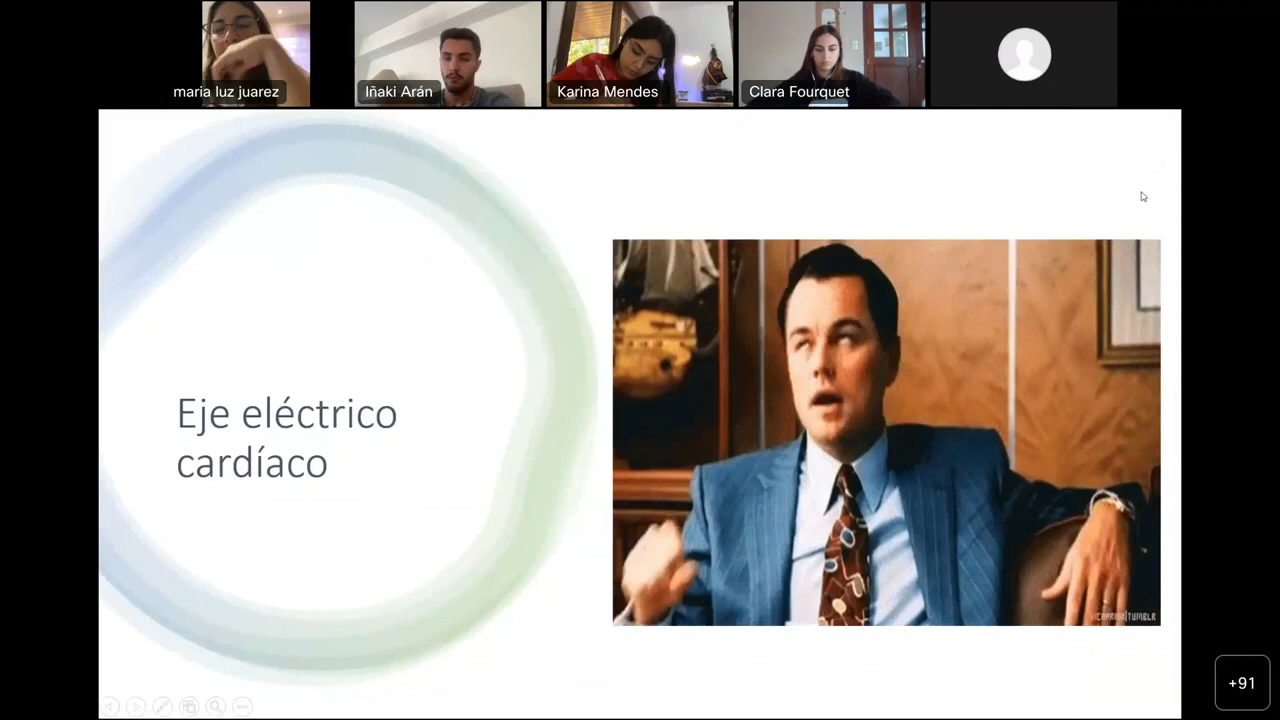 maria luz juarez
Iñaki Arán
Karina Mendes
Clara Fourquet
Eje eléctrico
cardíaco
+91